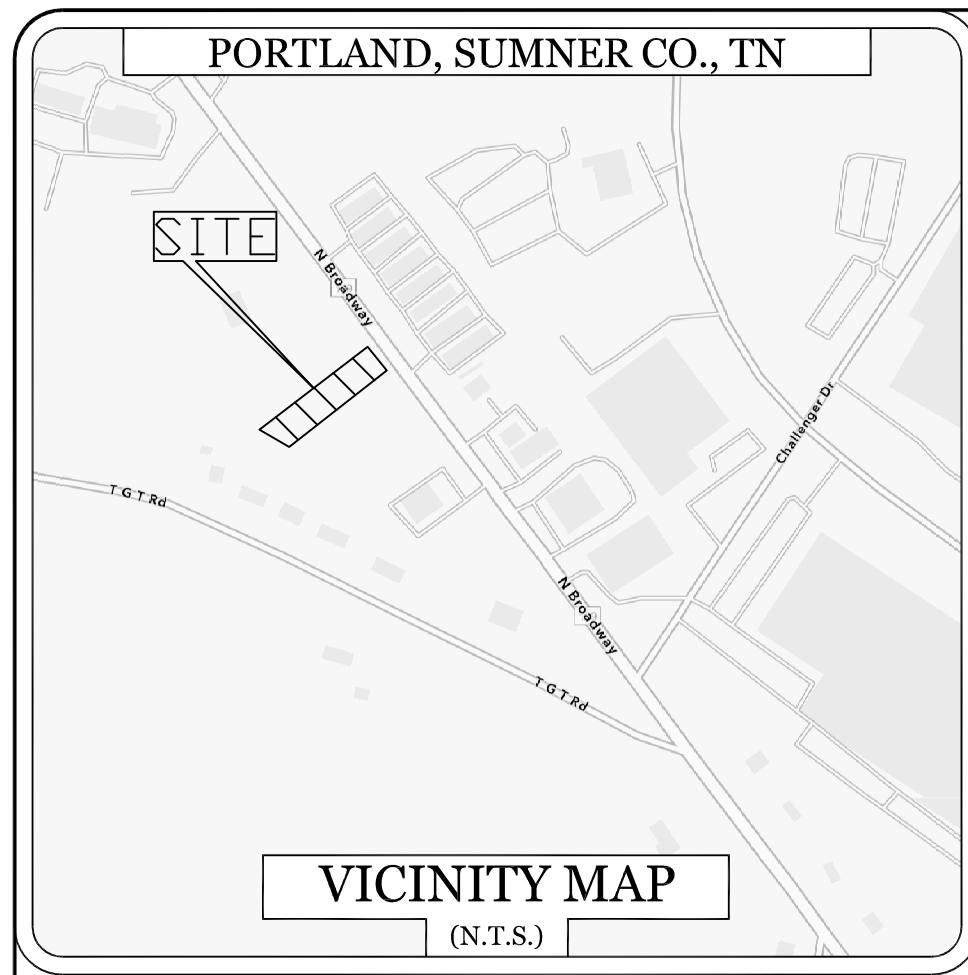 PORTLAND, SUMNER CO., TN
SITE
N Broadway
Challenger Dr
T G T Rd
N Broadway
T G T Rd
VICINITY MAP
(N.T.S.)